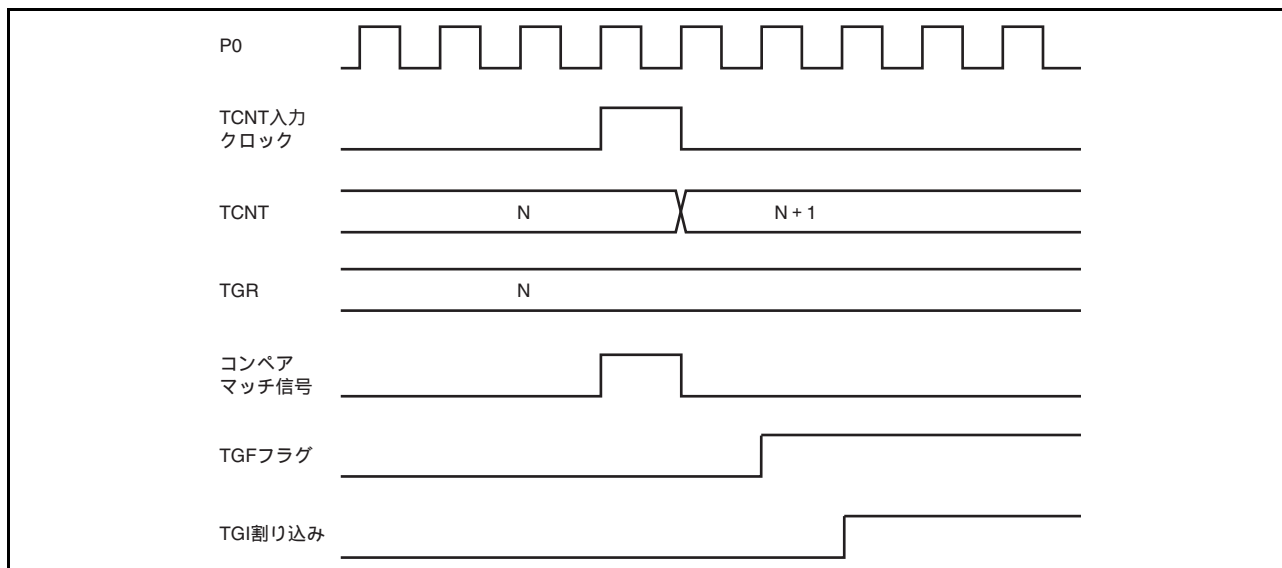 P0
TCNT入力
クロック
TCNT
N
N + 1
TGR
N
コンペア
マッチ信号
TGFフラグ
TGI割り込み